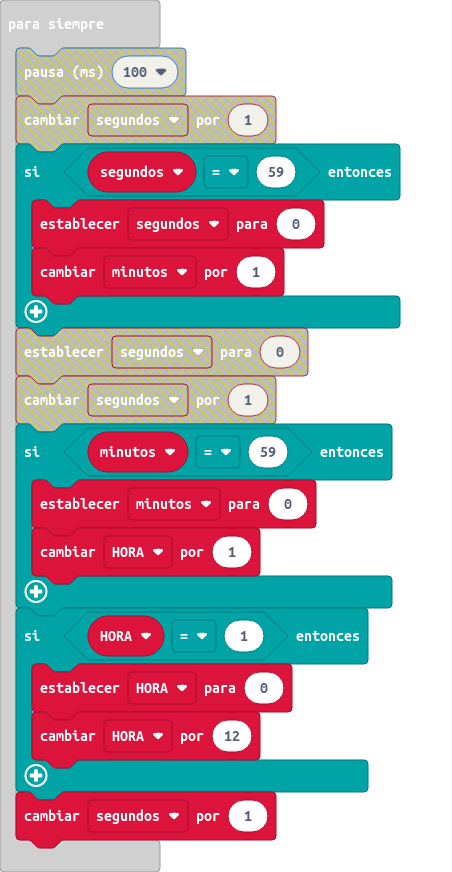 para siempre
pausa (ms) 100
cambiar segundos por 1
si segundos = 59 entonces
establecer segundos para 0
cambiar minutos por 1
establecer segundos para 0
cambiar segundos por 1
si minutos = 59 entonces
establecer minutos para 0
cambiar HORA por 1
si HORA = 1 entonces
establecer HORA para 0
cambiar HORA por 12
cambiar segundos por 1